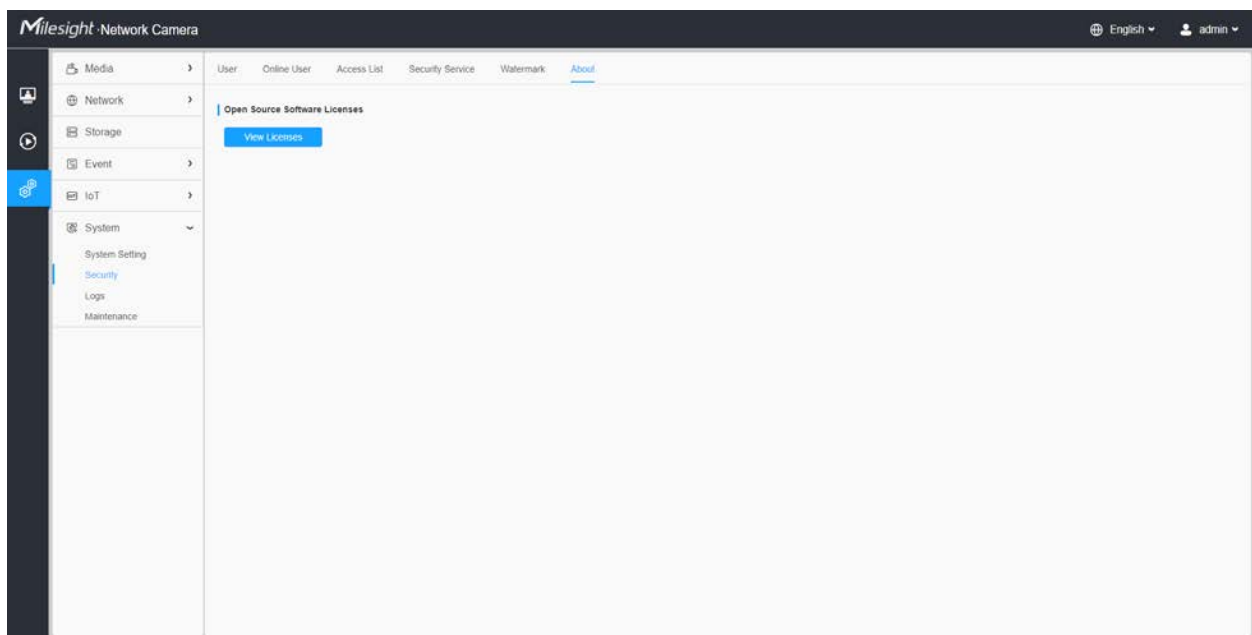 Milesight ·Network Camera
English
admin
Media
Network
Storage
Event
IoT
System
System Setting
Security
Logs
Maintenance
User Online User Access List Security Service Watermark About
Open Source Software Licenses
View Licenses